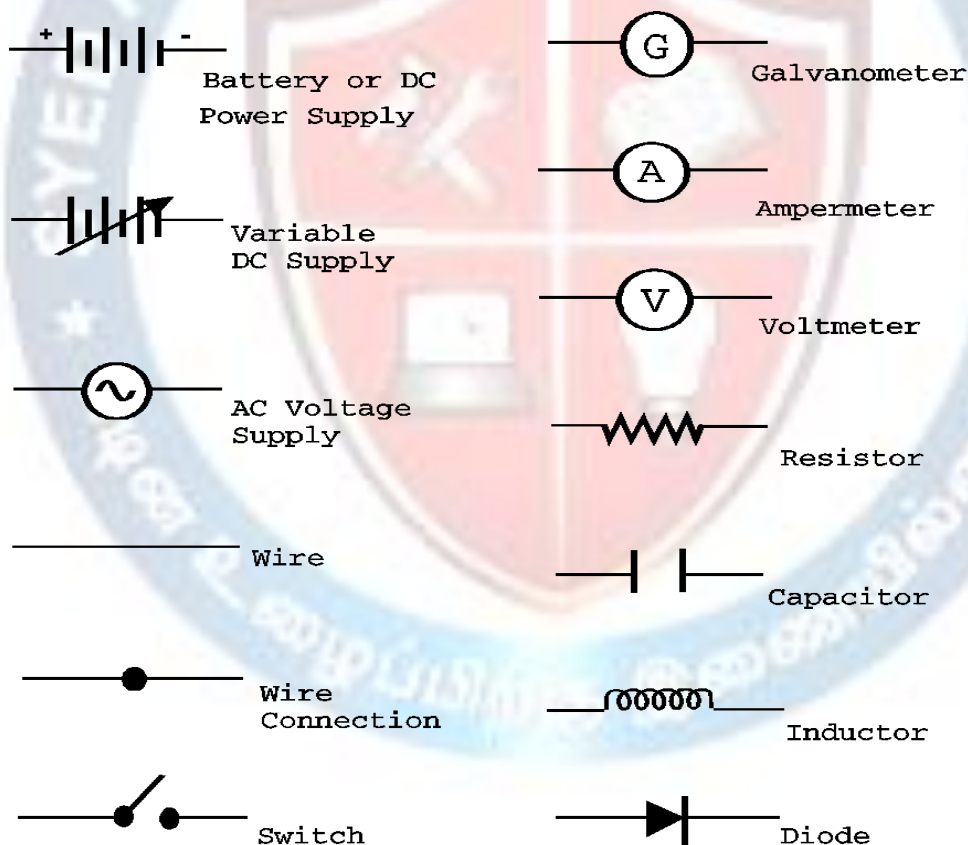 + -
Battery or DC
Power Supply
Variable
DC Supply
AC Voltage
Supply
Wire
Wire
Connection
Switch
G
Galvanometer
A
Ampermeter
V
Voltmeter
Resistor
Capacitor
Inductor
Diode